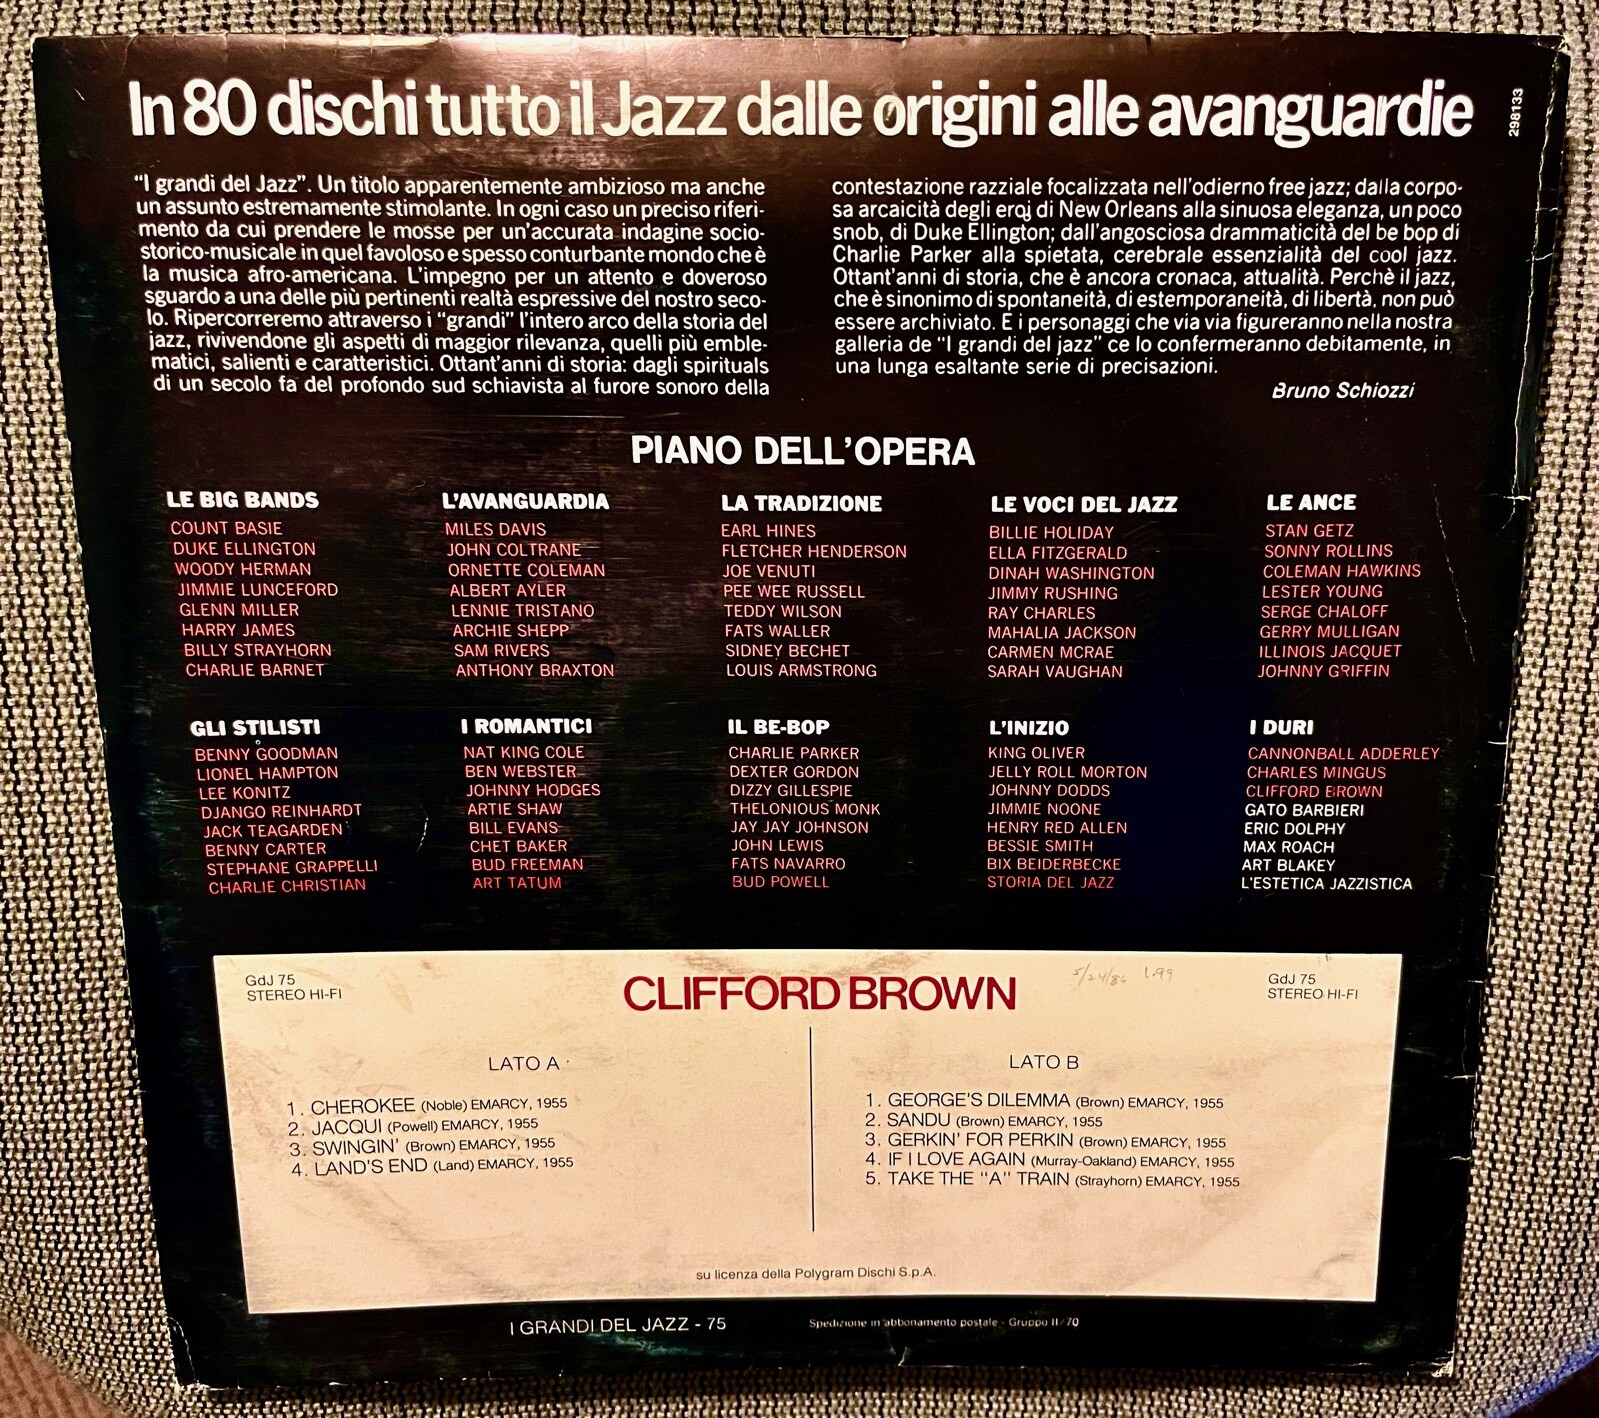 In 80 dischi tutto il Jazz dalle origini alle avanguardie
298133
“I grandi del Jazz”. Un titolo apparentemente ambizioso ma anche
un assunto estremamente stimolante. In ogni caso un preciso riferi-
mento da cui prendere le mosse per un'accurata indagine socio-
storico-musicale in quel favoloso e spesso conturbante mondo che è
la musica afro-americana. L'impegno per un attento e doveroso
sguardo a una delle più pertinenti realtà espressive del nostro seco-
lo. Ripercorreremo attraverso i “grandi” l'intero arco della storia del
jazz, rivivendone gli aspetti di maggior rilevanza, quelli più emble-
matici, salienti e caratteristici. Ottant'anni di storia: dagli spirituals
di un secolo fa del profondo sud schiavista al furore sonoro della
contestazione razziale focalizzata nell'odierno free jazz; dalla corpo-
sa arcaicità degli eroi di New Orleans alla sinuosa eleganza, un poco
snob, di Duke Ellington; dall'angosciosa drammaticità del be bop di
Charlie Parker alla spietata, cerebrale essenzialità del cool jazz.
Ottant'anni di storia, che è ancora cronaca, attualità. Perchè il jazz,
che è sinonimo di spontaneità, di estemporaneità, di libertà, non può
essere archiviato. E i personaggi che via via figureranno nella nostra
galleria de “I grandi del jazz” ce lo confermeranno debitamente, in
una lunga esaltante serie di precisazioni.
Bruno Schiozzi
PIANO DELL'OPERA
LE BIG BANDS
COUNT BASIE
DUKE ELLINGTON
WOODY HERMAN
JIMMIE LUNCEFORD
GLENN MILLER
HARRY JAMES
BILLY STRAYHORN
CHARLIE BARNET
L'AVANGUARDIA
MILES DAVIS
JOHN COLTRANE
ORNETTE COLEMAN
ALBERT AYLER
LENNIE TRISTANO
ARCHIE SHEPP
SAM RIVERS
ANTHONY BRAXTON
LA TRADIZIONE
EARL HINES
FLETCHER HENDERSON
JOE VENUTI
PEE WEE RUSSELL
TEDDY WILSON
FATS WALLER
SIDNEY BECHET
LOUIS ARMSTRONG
LE VOCI DEL JAZZ
BILLIE HOLIDAY
ELLA FITZGERALD
DINAH WASHINGTON
JIMMY RUSHING
RAY CHARLES
MAHALIA JACKSON
CARMEN MCRAE
SARAH VAUGHAN
LE ANCE
STAN GETZ
SONNY ROLLINS
COLEMAN HAWKINS
LESTER YOUNG
SERGE CHALOFF
GERRY MULLIGAN
ILLINOIS JACQUET
JOHNNY GRIFFIN
GLI STILISTI
BENNY GOODMAN
LIONEL HAMPTON
LEE KONITZ
DJANGO REINHARDT
JACK TEAGARDEN
BENNY CARTER
STEPHANE GRAPPELLI
CHARLIE CHRISTIAN
I ROMANTICI
NAT KING COLE
BEN WEBSTER
JOHNNY HODGES
ARTIE SHAW
BILL EVANS
CHET BAKER
BUD FREEMAN
ART TATUM
IL BE-BOP
CHARLIE PARKER
DEXTER GORDON
DIZZY GILLESPIE
THELONIOUS MONK
JAY JAY JOHNSON
JOHN LEWIS
FATS NAVARRO
BUD POWELL
L'INIZIO
KING OLIVER
JELLY ROLL MORTON
JOHNNY DODDS
JIMMIE NOONE
HENRY RED ALLEN
BESSIE SMITH
BIX BEIDERBECKE
STORIA DEL JAZZ
I DURI
CANNONBALL ADDERLEY
CHARLES MINGUS
CLIFFORD BROWN
GATO BARBIERI
ERIC DOLPHY
MAX ROACH
ART BLAKEY
L'ESTETICA JAZZISTICA
GdJ 75
STEREO HI-FI
CLIFFORD BROWN
5/24/86 1.99
GdJ 75
STEREO HI-FI
LATO A
1. CHEROKEE (Noble) EMARCY, 1955
2. JACQUI (Powell) EMARCY, 1955
3. SWINGIN' (Brown) EMARCY, 1955
4. LAND'S END (Land) EMARCY, 1955
LATO B
1. GEORGE'S DILEMMA (Brown) EMARCY, 1955
2. SANDU (Brown) EMARCY, 1955
3. GERKIN' FOR PERKIN (Brown) EMARCY, 1955
4. IF I LOVE AGAIN (Murray-Oakland) EMARCY, 1955
5. TAKE THE “A” TRAIN (Strayhorn) EMARCY, 1955
su licenza della Polygram Dischi S.p.A.
I GRANDI DEL JAZZ - 75
Spedizione in abbonamento postale - Gruppo II/70